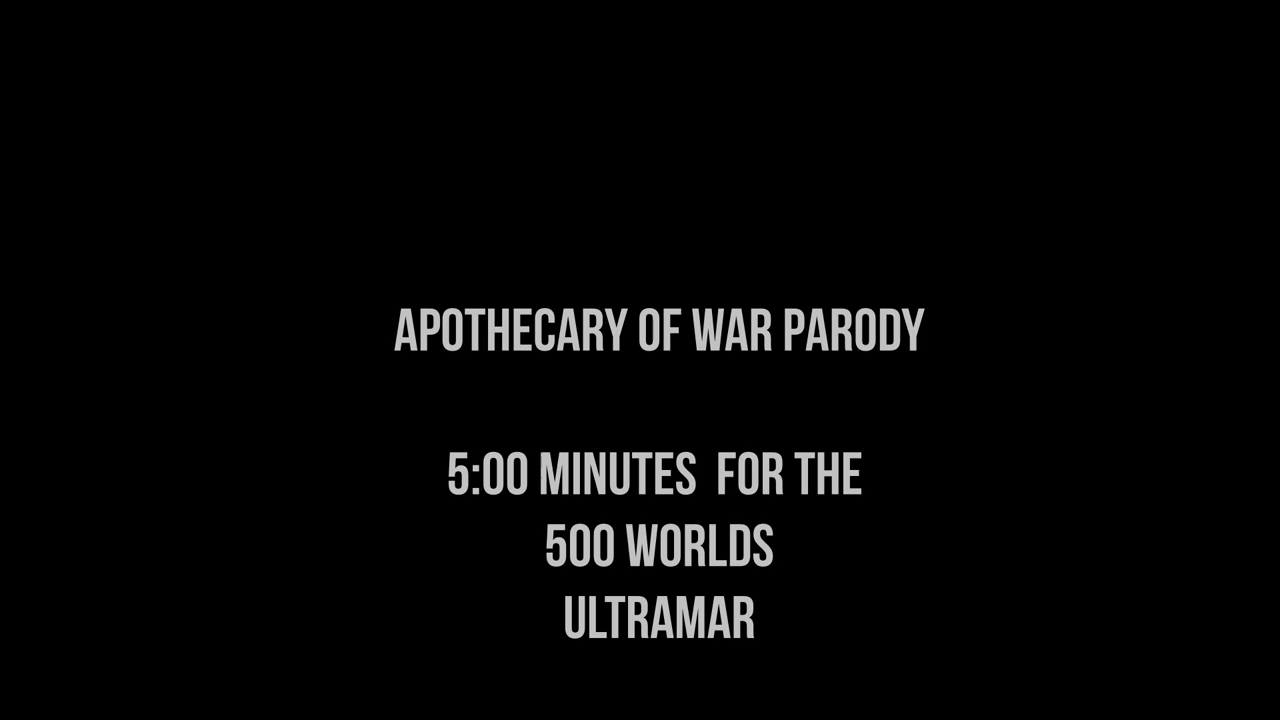 APOTHECARY OF WAR PARODY
5:00 MINUTES  FOR THE
500 WORLDS
ULTRAMAR